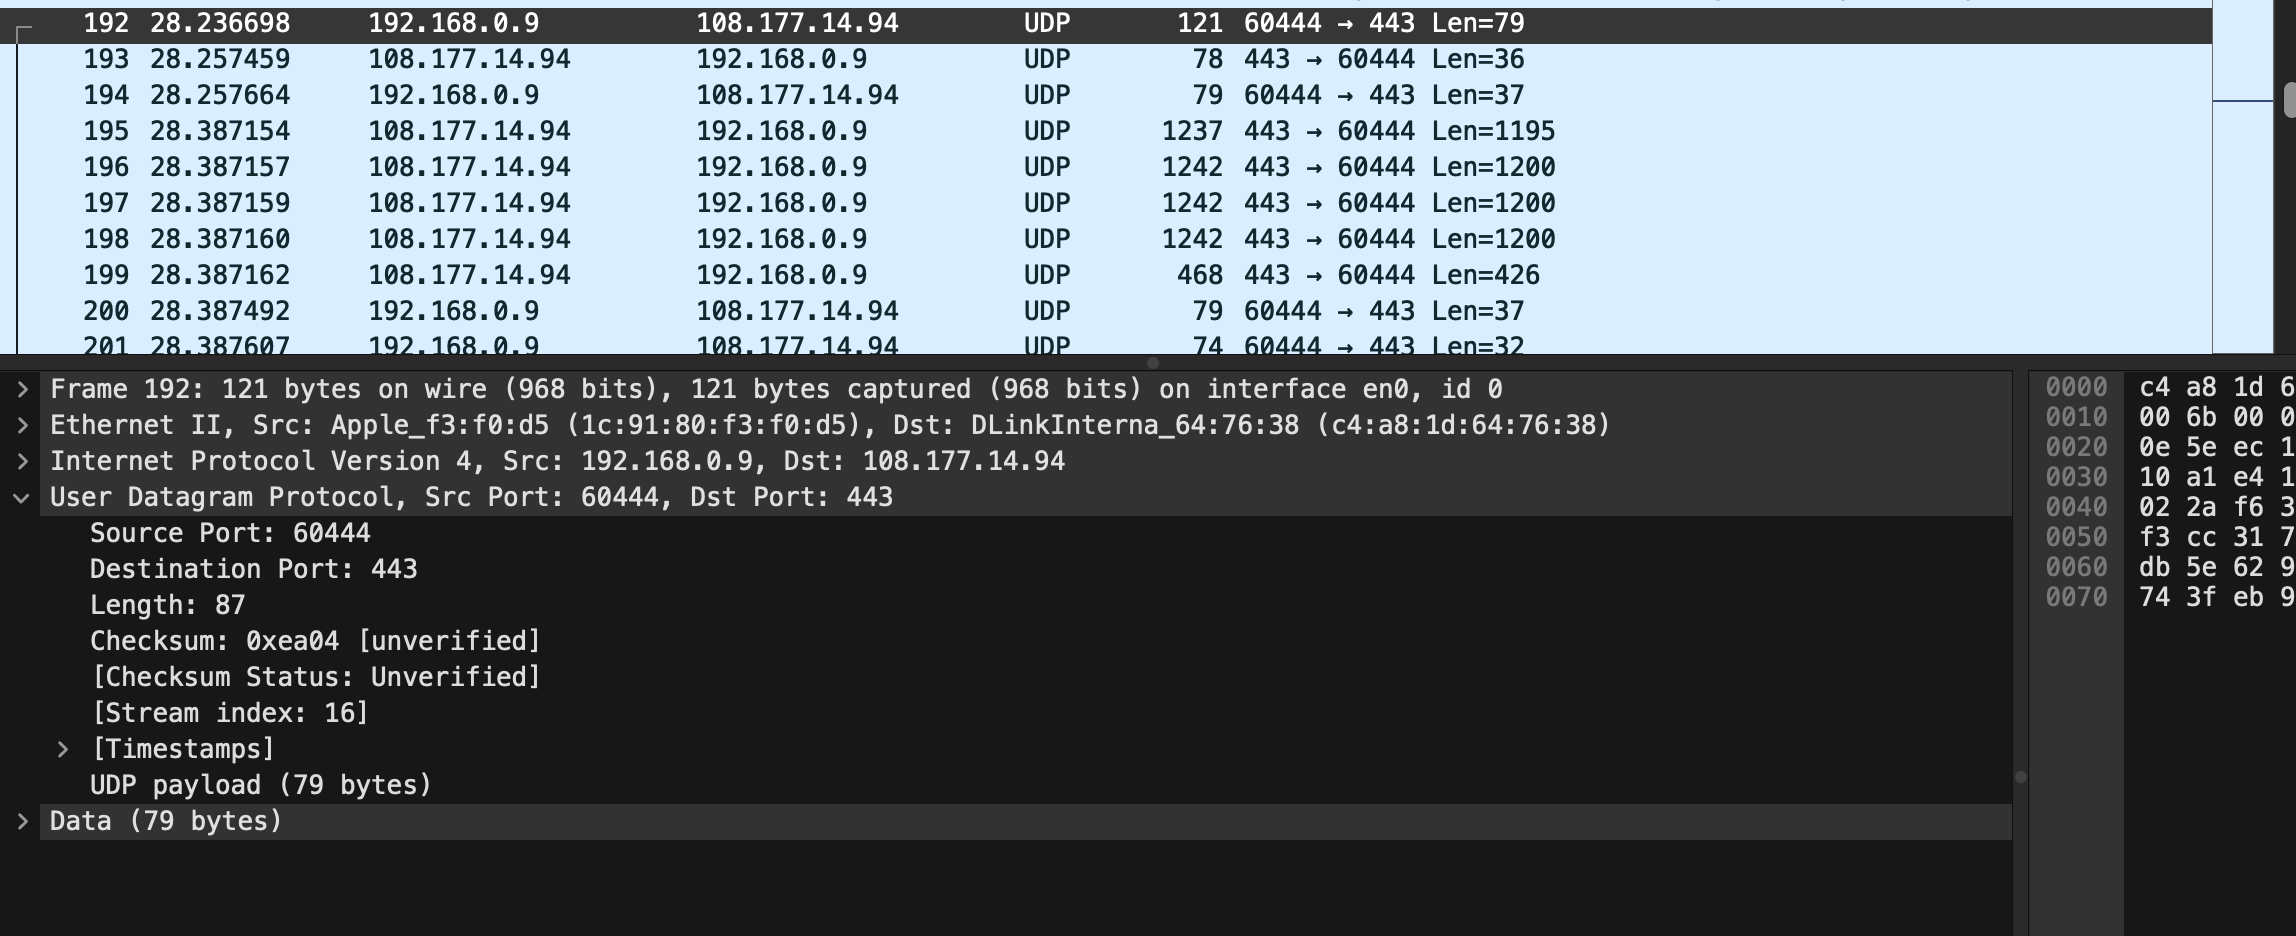 192 28.236698 192.168.0.9 108.177.14.94 UDP 121 60444 → 443 Len=79
193 28.257459 108.177.14.94 192.168.0.9 UDP 78 443 → 60444 Len=36
194 28.257664 192.168.0.9 108.177.14.94 UDP 79 60444 → 443 Len=37
195 28.387154 108.177.14.94 192.168.0.9 UDP 1237 443 → 60444 Len=1195
196 28.387157 108.177.14.94 192.168.0.9 UDP 1242 443 → 60444 Len=1200
197 28.387159 108.177.14.94 192.168.0.9 UDP 1242 443 → 60444 Len=1200
198 28.387160 108.177.14.94 192.168.0.9 UDP 1242 443 → 60444 Len=1200
199 28.387162 108.177.14.94 192.168.0.9 UDP 468 443 → 60444 Len=426
200 28.387492 192.168.0.9 108.177.14.94 UDP 79 60444 → 443 Len=37
201 28.387607 192.168.0.9 108.177.14.94 UDP 74 60444 → 443 Len=32
Frame 192: 121 bytes on wire (968 bits), 121 bytes captured (968 bits) on interface en0, id 0
Ethernet II, Src: Apple_f3:f0:d5 (1c:91:80:f3:f0:d5), Dst: DLinkInterna_64:76:38 (c4:a8:1d:64:76:38)
Internet Protocol Version 4, Src: 192.168.0.9, Dst: 108.177.14.94
User Datagram Protocol, Src Port: 60444, Dst Port: 443
Source Port: 60444
Destination Port: 443
Length: 87
Checksum: 0xea04 [unverified]
[Checksum Status: Unverified]
[Stream index: 16]
[Timestamps]
UDP payload (79 bytes)
Data (79 bytes)
0000 c4 a8 1d 6
0010 00 6b 00 0
0020 0e 5e ec 1
0030 10 a1 e4 1
0040 02 2a f6 3
0050 f3 cc 31 7
0060 db 5e 62 9
0070 74 3f eb 9